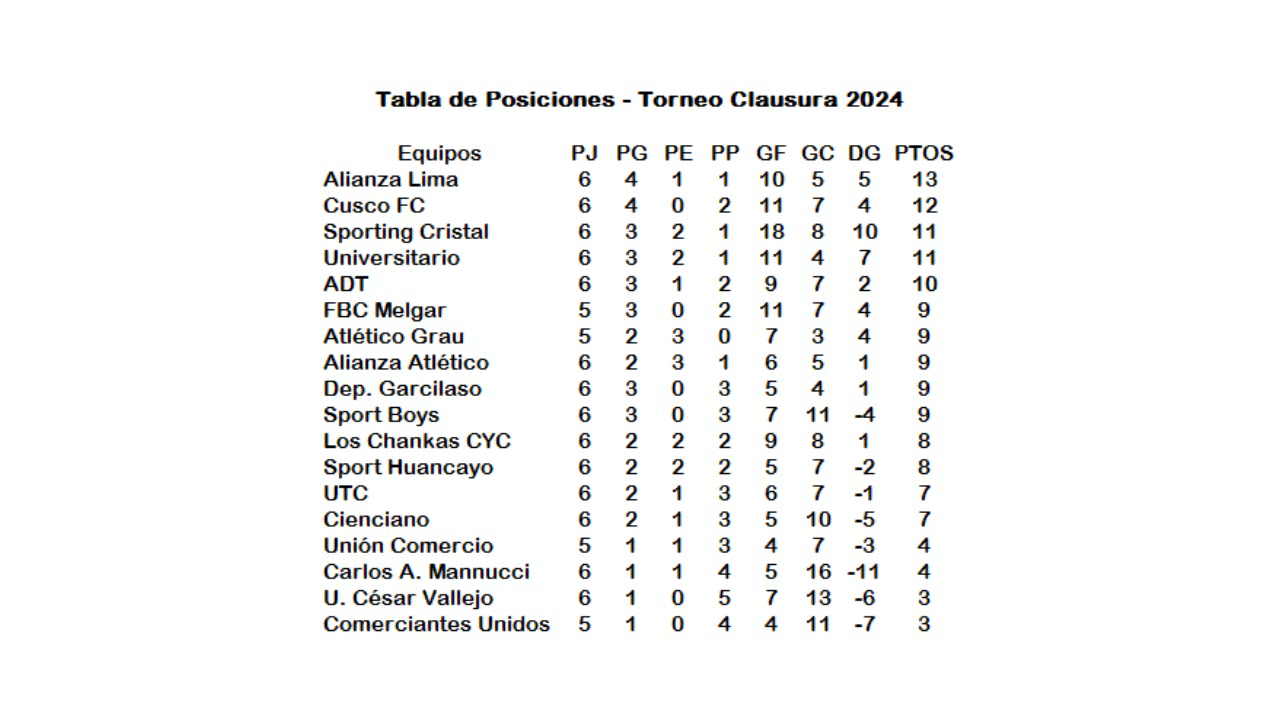 Tabla de Posiciones - Torneo Clausura 2024
Equipos PJ PG PE PP GF GC DG PTOS
Alianza Lima 6 4 1 1 10 5 5 13
Cusco FC 6 4 0 2 11 7 4 12
Sporting Cristal 6 3 2 1 18 8 10 11
Universitario 6 3 2 1 11 4 7 11
ADT 6 3 1 2 9 7 2 10
FBC Melgar 5 3 0 2 11 7 4 9
Atlético Grau 5 2 3 0 7 3 4 9
Alianza Atlético 6 2 3 1 6 5 1 9
Dep. Garcilaso 6 3 0 3 5 4 1 9
Sport Boys 6 3 0 3 7 11 -4 9
Los Chankas CYC 6 2 2 2 9 8 1 8
Sport Huancayo 6 2 2 2 5 7 -2 8
UTC 6 2 1 3 6 7 -1 7
Cienciano 6 2 1 3 5 10 -5 7
Unión Comercio 5 1 1 3 4 7 -3 4
Carlos A. Mannucci 6 1 1 4 5 16 -11 4
U. César Vallejo 6 1 0 5 7 13 -6 3
Comerciantes Unidos 5 1 0 4 4 11 -7 3